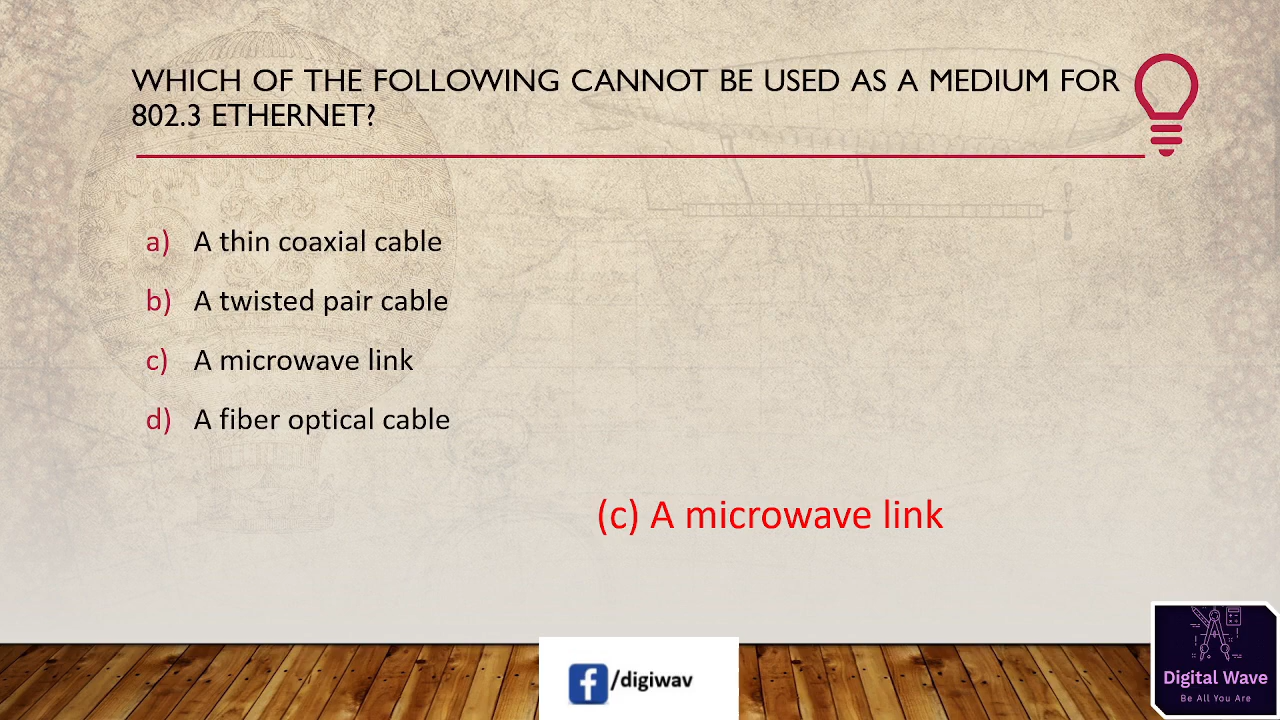 WHICH OF THE FOLLOWING CANNOT BE USED AS A MEDIUM FOR
802.3 ETHERNET?
a) A thin coaxial cable
b) A twisted pair cable
c) A microwave link
d) A fiber optical cable
(c) A microwave link
f/digiwav
Digital Wave
Be All You Are